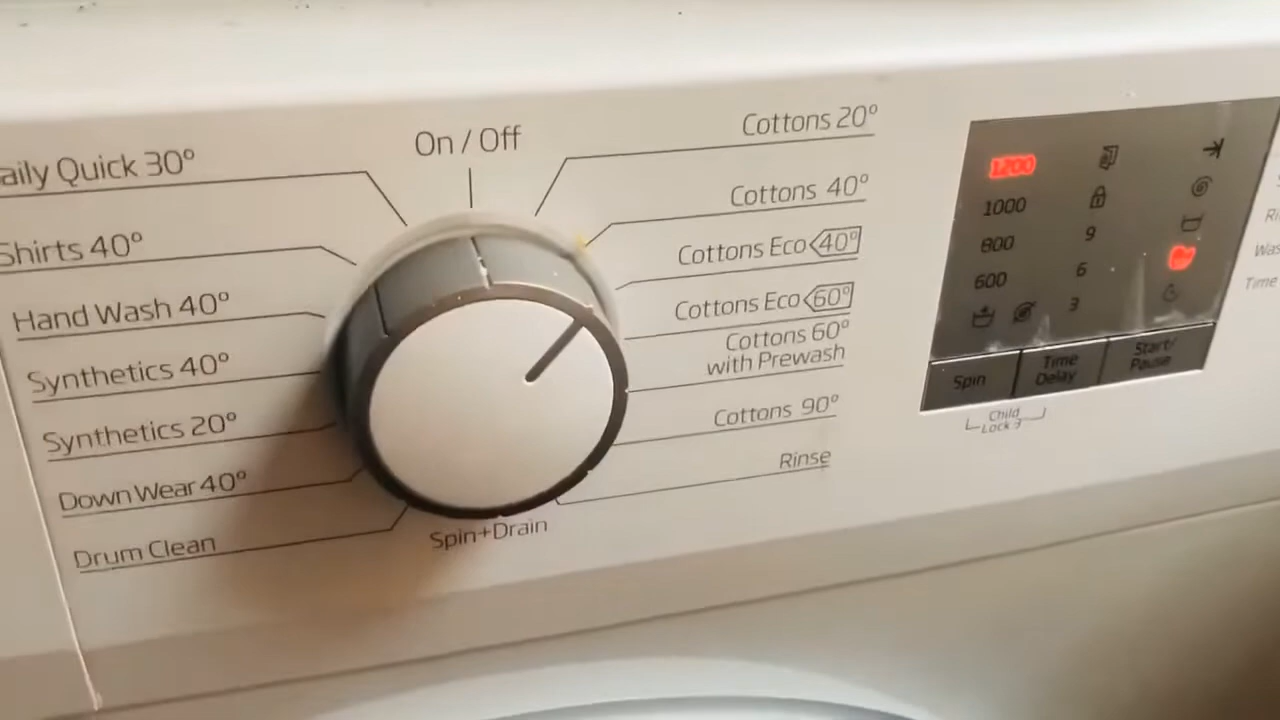 On / Off
Quick 30°
Shirts 40°
Hand Wash 40°
Synthetics 40°
Synthetics 20°
Down Wear 40°
Drum Clean
Spin+Drain
Cottons 20°
Cottons 40°
Cottons Eco 40°
Cottons Eco 60°
Cottons 60°
with Prewash
Cottons 90°
Rinse
1200
1000
800
600
9
6
3
Spin
Time
Delay
Start/
Pause
Child
Lock 3"
Time